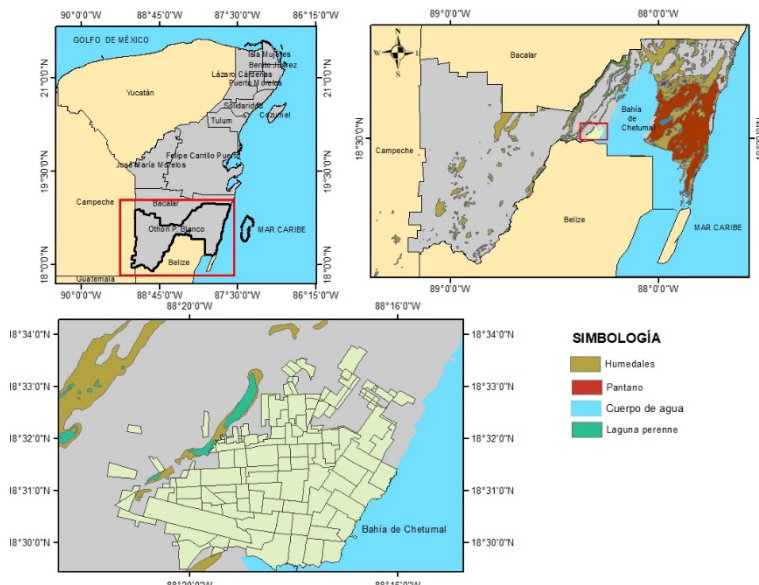 90°0'0"W 88°45'0"W 87°30'0"W 86°15'0"W
GOLFO DE MÉXICO
Isla Mujeres
Benito Juárez
Lázaro Cárdenas
Puerto Morelos
21°0'0"N
Yucatán
Solidaridad
Cozumel
Tulum
Felipe Carrillo Puerto
José María Morelos
19°30'0"N
Campeche
Bacalar
Othón P. Blanco
MAR CARIBE
Belize
18°0'0"N
Guatemala
90°0'0"W 88°45'0"W 87°30'0"W 86°15'0"W
89°0'0"W 88°0'0"W
N
W E
S
Bacalar
Bahía de Chetumal
18°30'0"N
18°30'0"N
Campeche
Belize
MAR CARIBE
89°0'0"W 88°0'0"W
88°20'0"W 88°16'0"W
18°34'0"N 18°34'0"N
18°33'0"N 18°33'0"N
18°32'0"N 18°32'0"N
18°31'0"N 18°31'0"N
Bahía de Chetumal
18°30'0"N 18°30'0"N
88°20'0"W 88°16'0"W
SIMBOLOGÍA
Humedales
Pantano
Cuerpo de agua
Laguna perenne